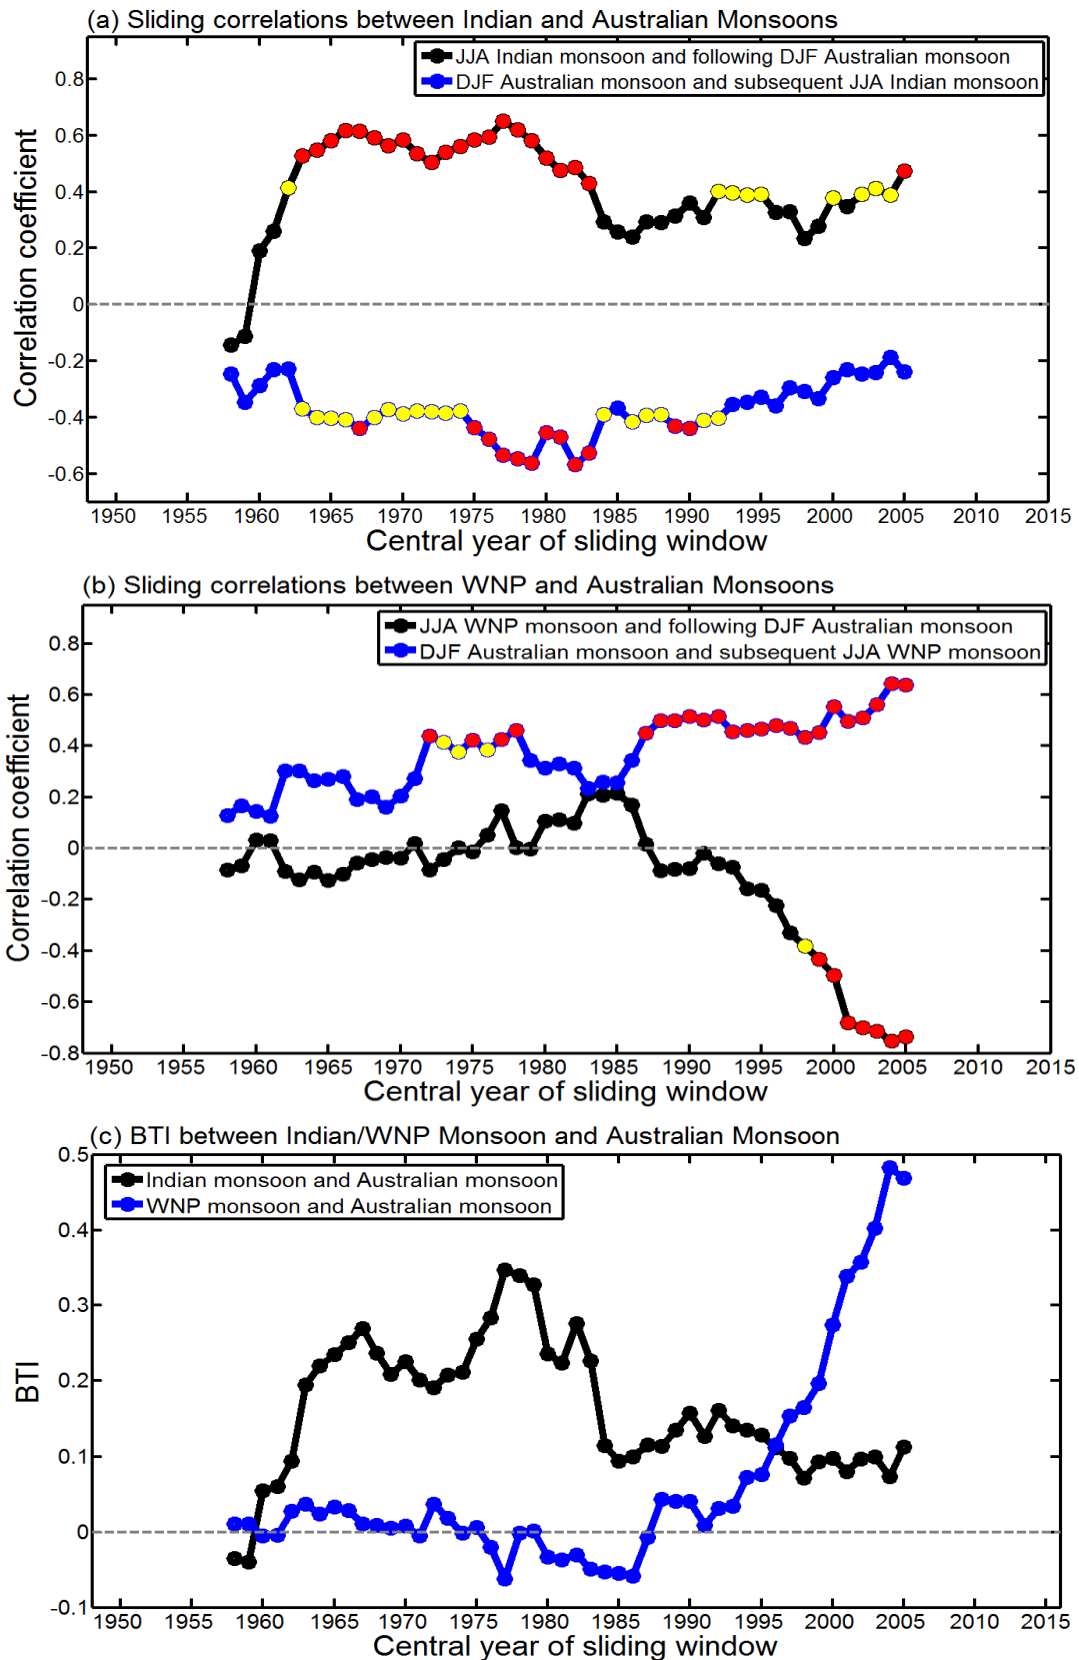 (a) Sliding correlations between Indian and Australian Monsoons
JJA Indian monsoon and following DJF Australian monsoon
DJF Australian monsoon and subsequent JJA Indian monsoon
Correlation coefficient
0.8
0.6
0.4
0.2
0
-0.2
-0.4
-0.6
1950 1955 1960 1965 1970 1975 1980 1985 1990 1995 2000 2005 2010 2015
Central year of sliding window
(b) Sliding correlations between WNP and Australian Monsoons
JJA WNP monsoon and following DJF Australian monsoon
DJF Australian monsoon and subsequent JJA WNP monsoon
Correlation coefficient
0.8
0.6
0.4
0.2
0
-0.2
-0.4
-0.6
-0.8
1950 1955 1960 1965 1970 1975 1980 1985 1990 1995 2000 2005 2010 2015
Central year of sliding window
(c) BTI between Indian/WNP Monsoon and Australian Monsoon
Indian monsoon and Australian monsoon
WNP monsoon and Australian monsoon
BTI
0.5
0.4
0.3
0.2
0.1
0
-0.1
1950 1955 1960 1965 1970 1975 1980 1985 1990 1995 2000 2005 2010 2015
Central year of sliding window